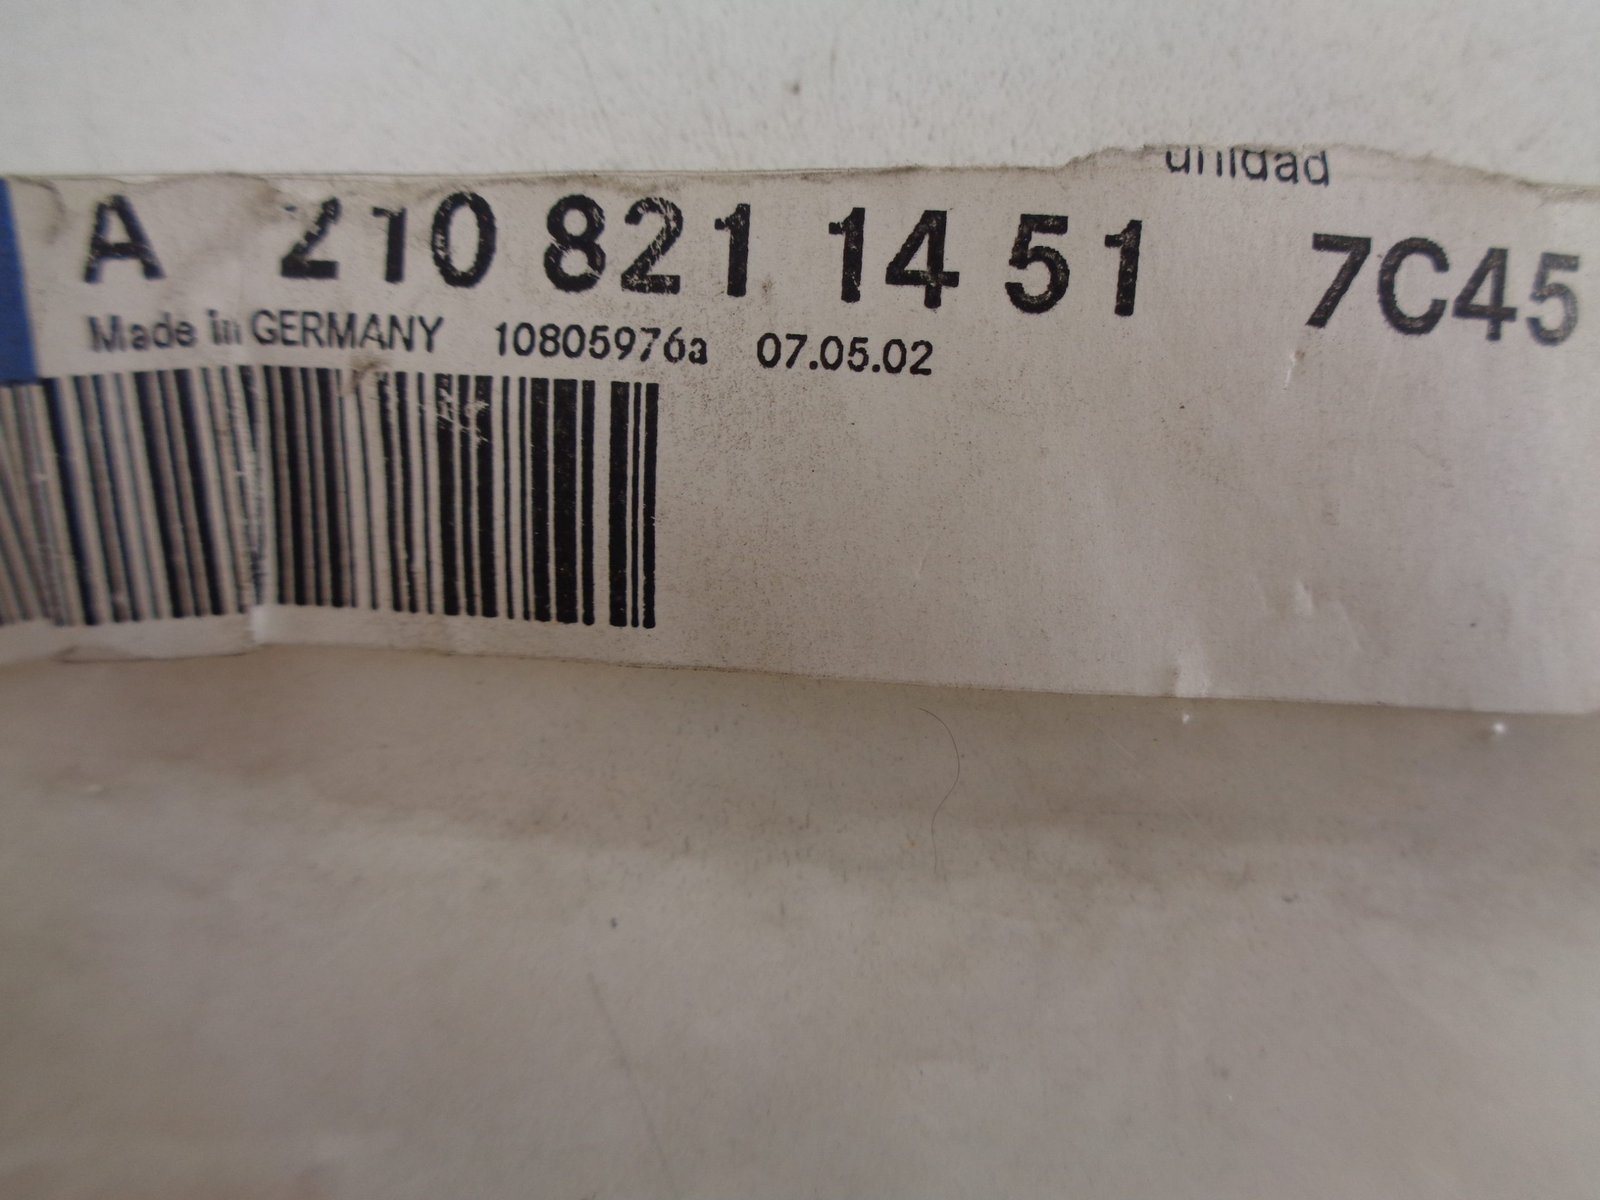 unidad
A 210 821 14 51 7C45
Made in GERMANY 10805976a 07.05.02